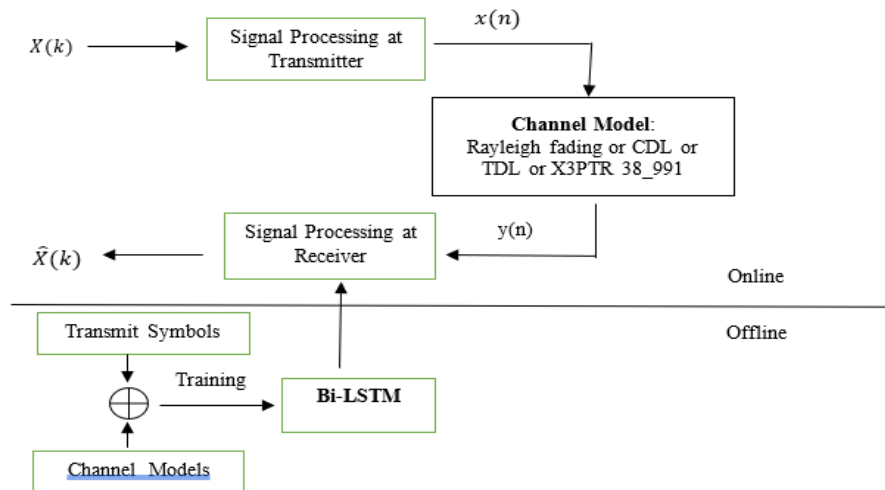 X(k)
Signal Processing at
Transmitter
x(n)
Channel Model:
Rayleigh fading or CDL or
TDL or X3PTR 38_991
X̂(k)
Signal Processing at
Receiver
y(n)
Online
Offline
Transmit Symbols
Training
Bi-LSTM
Channel Models